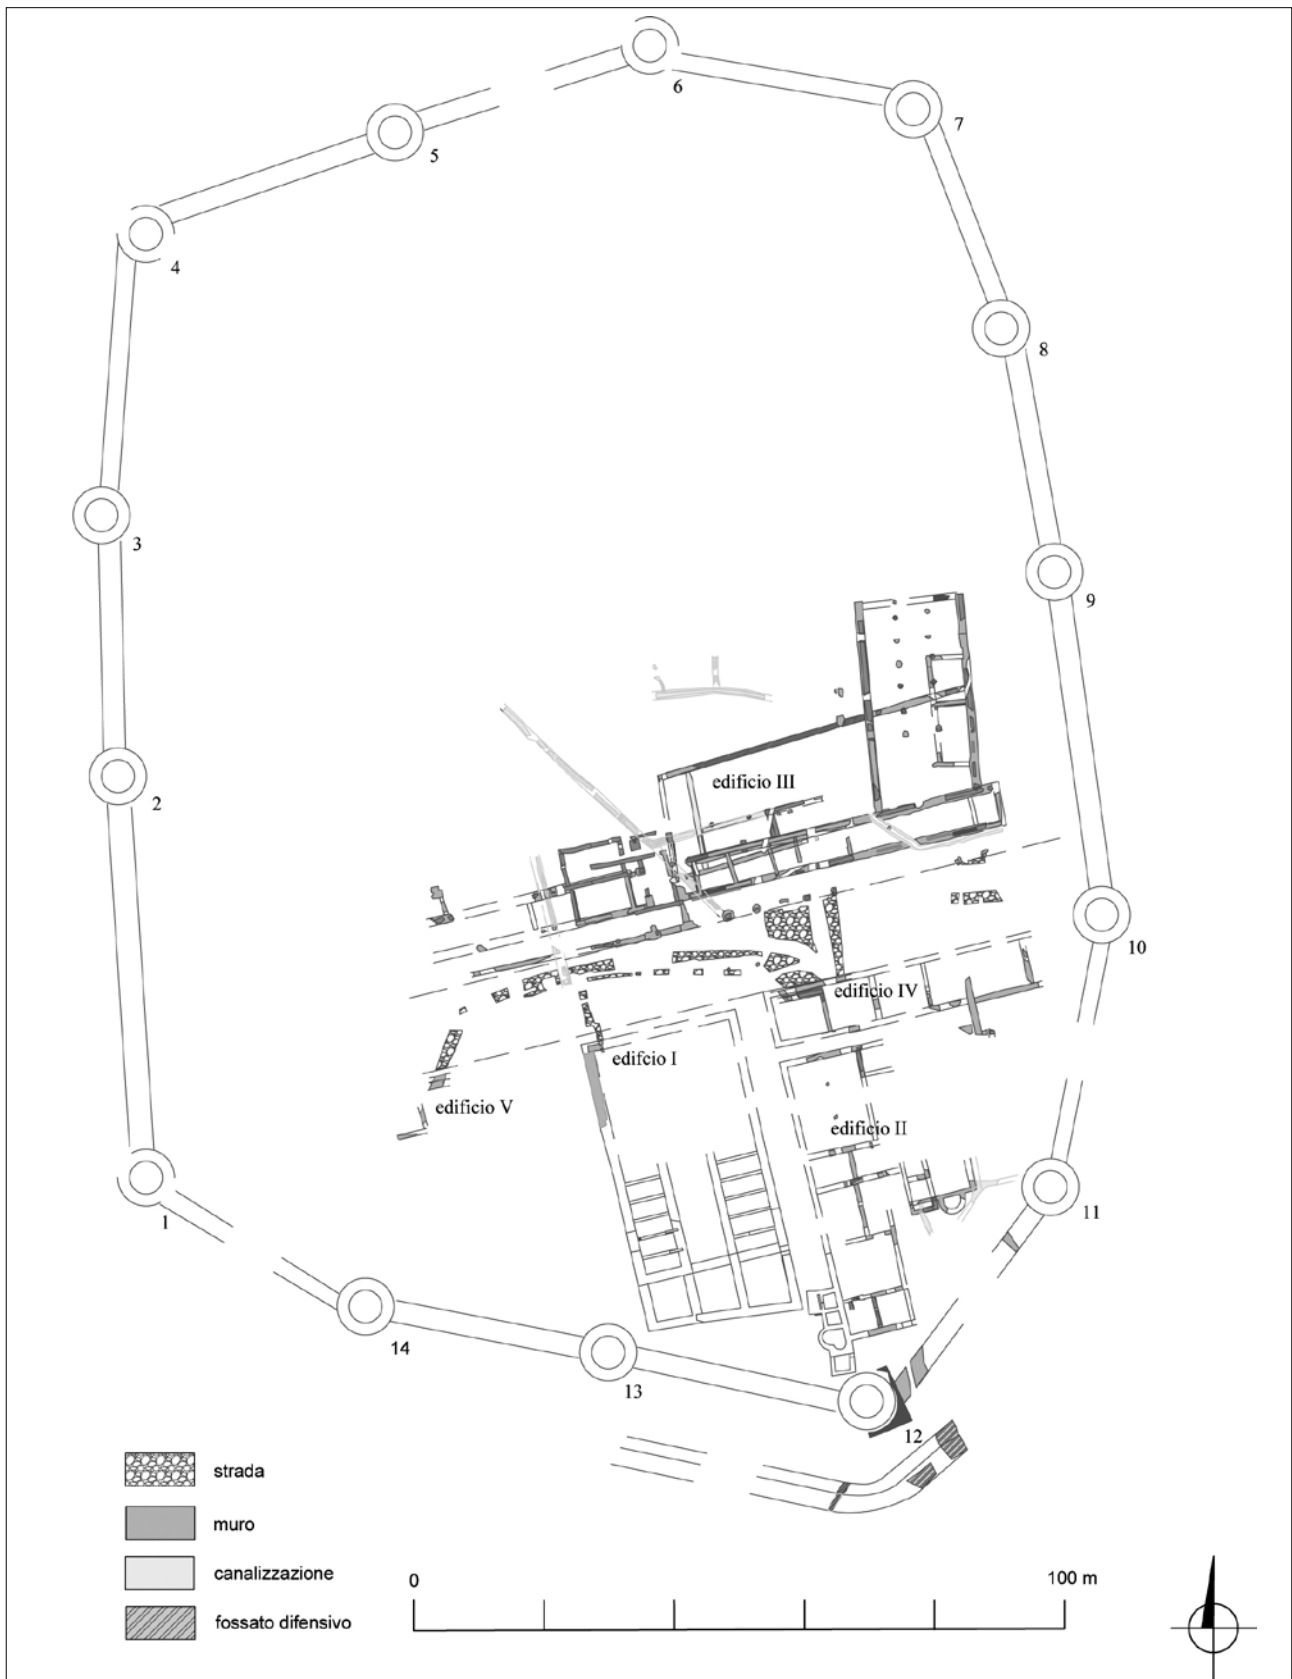 6
7
5
4
8
3
9
edificio III
2
10
edificio IV
edifcio I
edificio V
edificio II
11
1
14
13
12
strada
muro
canalizzazione
fossato difensivo
0 100 m